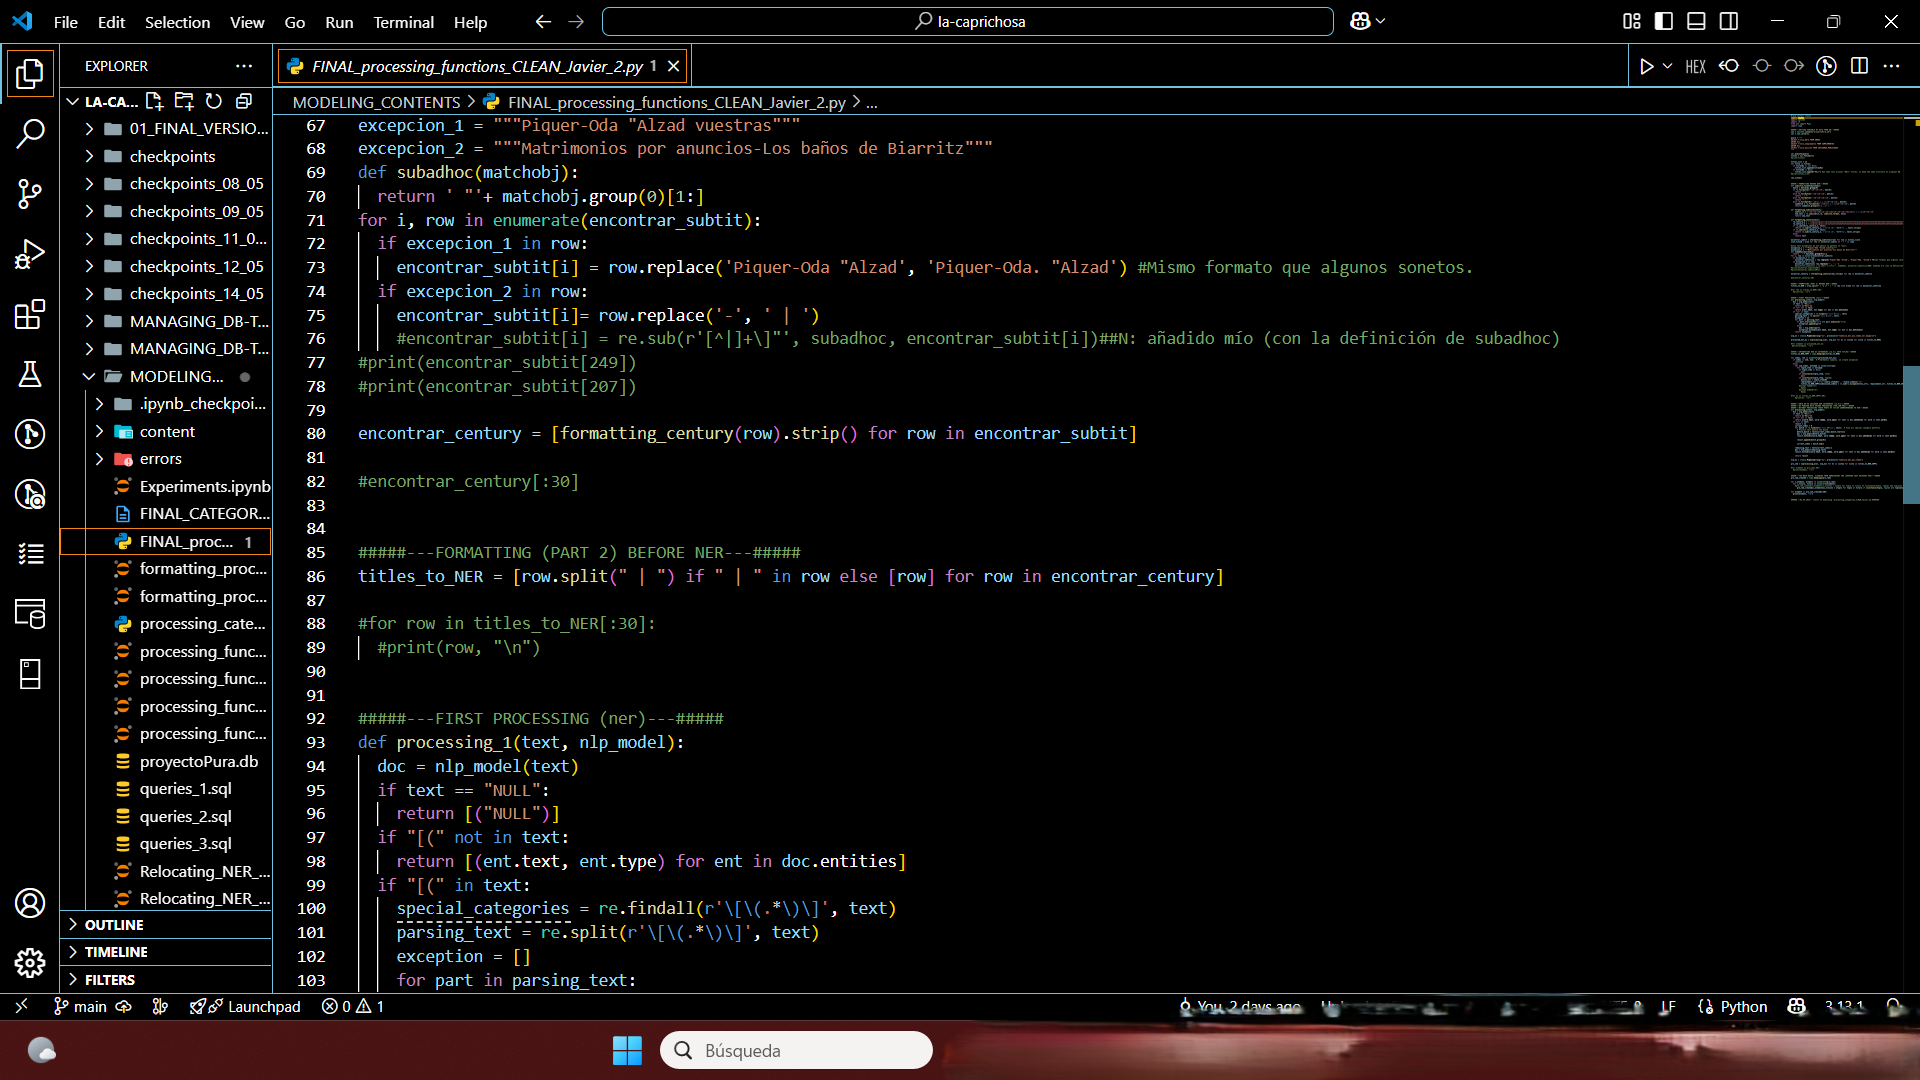 File Edit Selection View Go Run Terminal Help
la-caprichosa
EXPLORER
FINAL_processing_functions_CLEAN_Javier_2.py 1
HEX
LA-CA...
MODELING_CONTENTS > FINAL_processing_functions_CLEAN_Javier_2.py > ...
01_FINAL_VERSIO...
checkpoints
checkpoints_08_05
checkpoints_09_05
checkpoints_11_0...
checkpoints_12_05
checkpoints_14_05
MANAGING_DB-T...
MANAGING_DB-T...
MODELING...
.ipynb_checkpoi...
content
errors
Experiments.ipynb
FINAL_CATEGOR...
FINAL_proc... 1
formatting_proc...
formatting_proc...
processing_cate...
processing_func...
processing_func...
processing_func...
processing_func...
proyectoPura.db
queries_1.sql
queries_2.sql
queries_3.sql
Relocating_NER_...
Relocating_NER_...
OUTLINE
TIMELINE
FILTERS
67 excepcion_1 = """Piquer-Oda "Alzad vuestras"""
68 excepcion_2 = """Matrimonios por anuncios-Los baños de Biarritz"""
69 def subadhoc(matchobj):
70 return ' "'+ matchobj.group(0)[1:]
71 for i, row in enumerate(encontrar_subtit):
72 if excepcion_1 in row:
73 encontrar_subtit[i] = row.replace('Piquer-Oda "Alzad', 'Piquer-Oda. "Alzad') #Mismo formato que algunos sonetos.
74 if excepcion_2 in row:
75 encontrar_subtit[i]= row.replace('-', ' | ')
76 #encontrar_subtit[i] = re.sub(r'[^|]+\]"', subadhoc, encontrar_subtit[i])##N: añadido mío (con la definición de subadhoc)
77 #print(encontrar_subtit[249])
78 #print(encontrar_subtit[207])
79
80 encontrar_century = [formatting_century(row).strip() for row in encontrar_subtit]
81
82 #encontrar_century[:30]
83
84
85 #####---FORMATTING (PART 2) BEFORE NER---#####
86 titles_to_NER = [row.split(" | ") if " | " in row else [row] for row in encontrar_century]
87
88 #for row in titles_to_NER[:30]:
89 #print(row, "\n")
90
91
92 #####---FIRST PROCESSING (ner)---#####
93 def processing_1(text, nlp_model):
94 doc = nlp_model(text)
95 if text == "NULL":
96 return [("NULL")]
97 if "[(" not in text:
98 return [(ent.text, ent.type) for ent in doc.entities]
99 if "[(" in text:
100 special_categories = re.findall(r'\[\(.*\)\]', text)
101 parsing_text = re.split(r'\[\(.*\)\]', text)
102 exception = []
103 for part in parsing_text:
main Launchpad 0 1 You, 2 days ago LF Python 3.13.1
Búsqueda